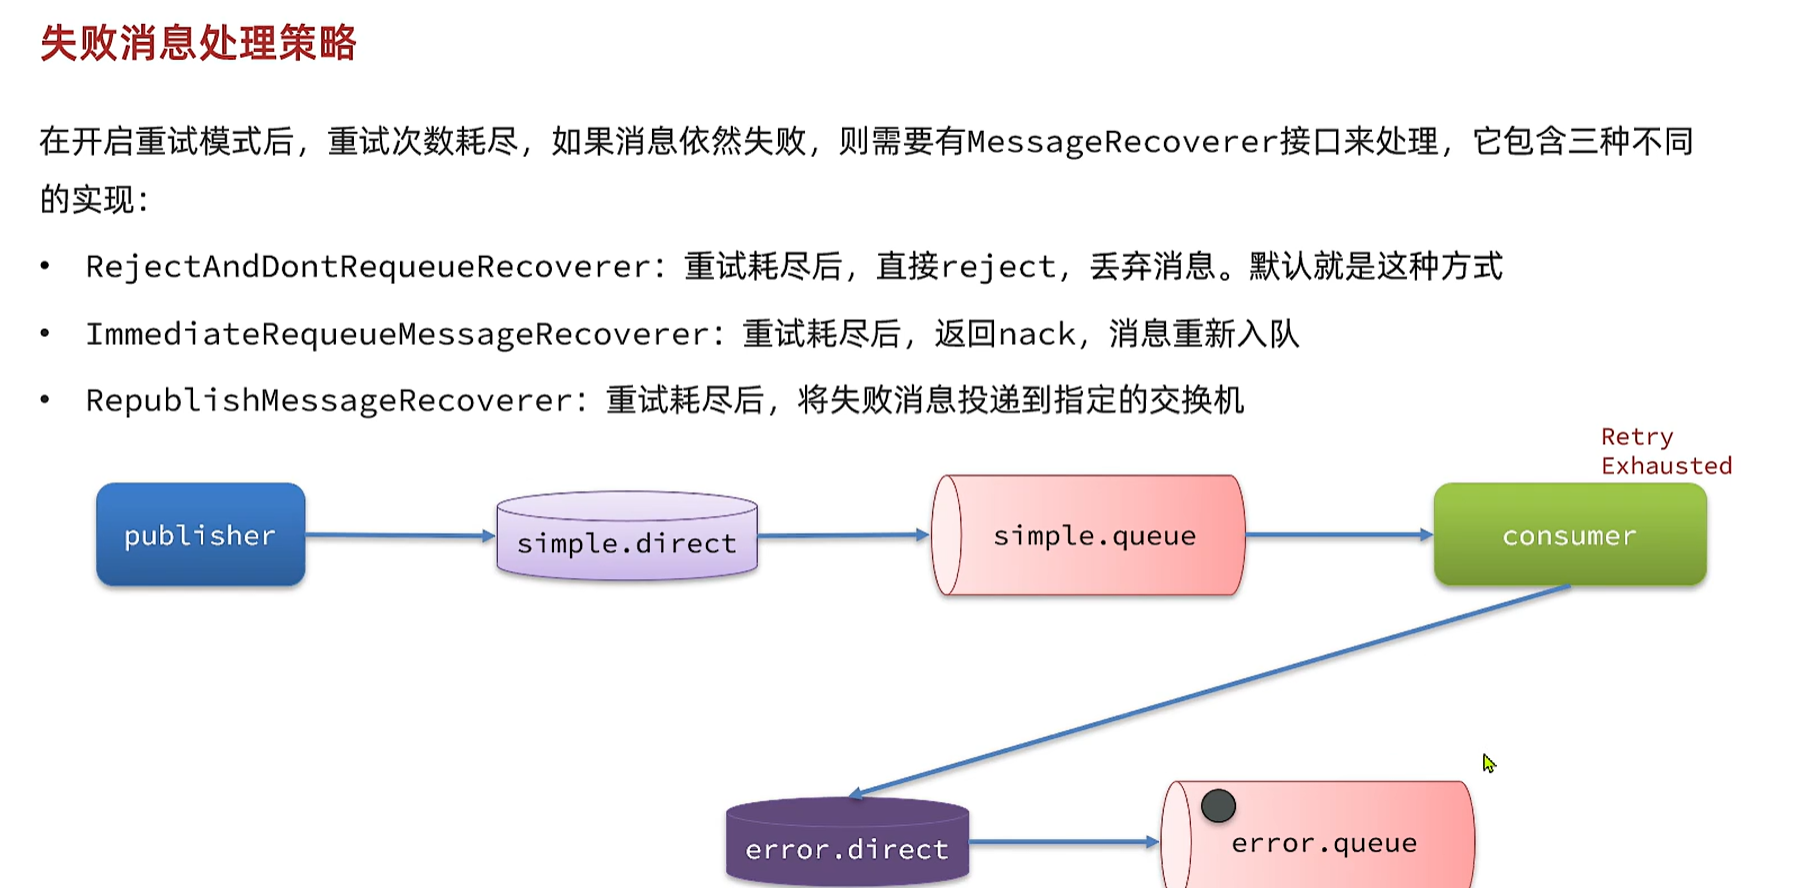 失败消息处理策略
在开启重试模式后，重试次数耗尽，如果消息依然失败，则需要有MessageRecoverer接口来处理，它包含三种不同
的实现：
• RejectAndDontRequeueRecoverer：重试耗尽后，直接reject，丢弃消息。默认就是这种方式
• ImmediateRequeueMessageRecoverer：重试耗尽后，返回nack，消息重新入队
• RepublishMessageRecoverer：重试耗尽后，将失败消息投递到指定的交换机
Retry
Exhausted
publisher
simple.direct
simple.queue
consumer
error.direct
error.queue